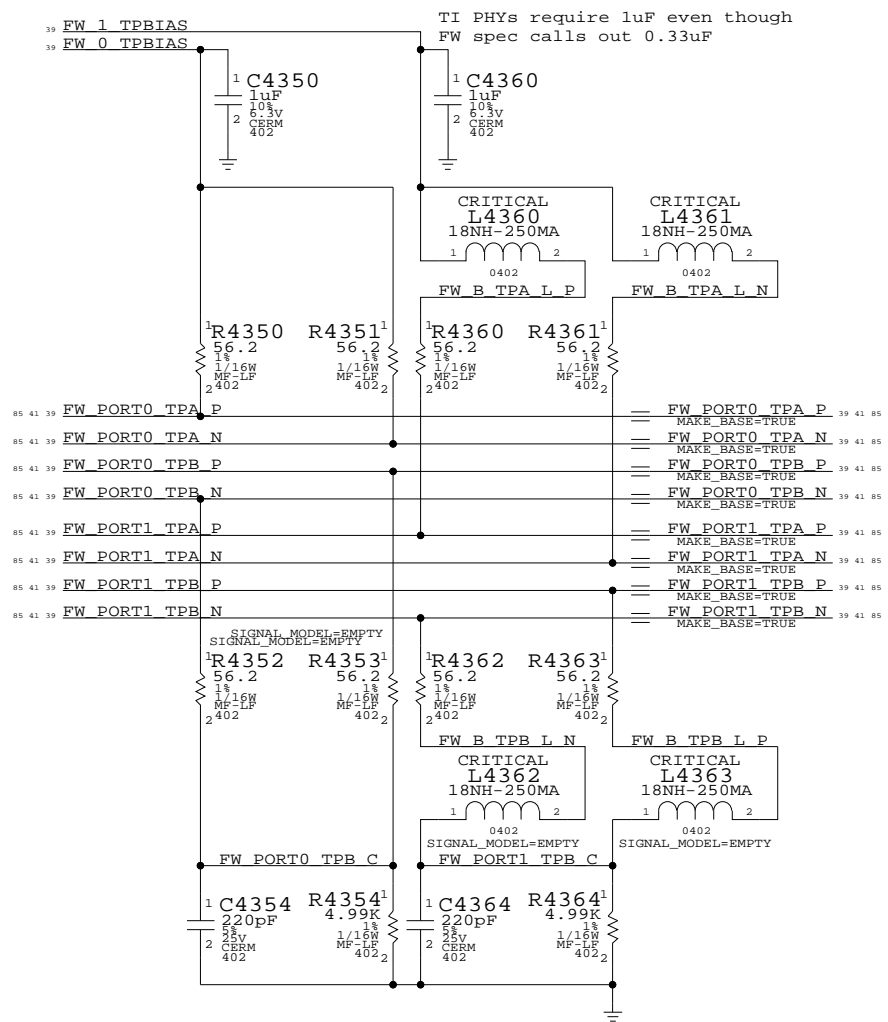 TI PHYs require 1uF even though
FW spec calls out 0.33uF
39 FW_1_TPBIAS
39 FW_0_TPBIAS
1 C4350
1uF
10%
6.3V
2 CERM
402
1 C4360
1uF
10%
6.3V
2 CERM
402
CRITICAL
L4360
18NH-250MA
1 2
0402
FW_B_TPA_L_P
CRITICAL
L4361
18NH-250MA
1 2
0402
FW_B_TPA_L_N
1 R4350
56.2
1%
1/16W
MF-LF
2 402
R4351 1
56.2
1%
1/16W
MF-LF
402 2
1 R4360
56.2
1%
1/16W
MF-LF
2 402
R4361 1
56.2
1%
1/16W
MF-LF
402 2
85 41 39 FW_PORT0_TPA_P FW_PORT0_TPA_P 39 41 85
MAKE_BASE=TRUE
85 41 39 FW_PORT0_TPA_N FW_PORT0_TPA_N 39 41 85
MAKE_BASE=TRUE
85 41 39 FW_PORT0_TPB_P FW_PORT0_TPB_P 39 41 85
MAKE_BASE=TRUE
85 41 39 FW_PORT0_TPB_N FW_PORT0_TPB_N 39 41 85
MAKE_BASE=TRUE
85 41 39 FW_PORT1_TPA_P FW_PORT1_TPA_P 39 41 85
MAKE_BASE=TRUE
85 41 39 FW_PORT1_TPA_N FW_PORT1_TPA_N 39 41 85
MAKE_BASE=TRUE
85 41 39 FW_PORT1_TPB_P FW_PORT1_TPB_P 39 41 85
MAKE_BASE=TRUE
85 41 39 FW_PORT1_TPB_N FW_PORT1_TPB_N 39 41 85
MAKE_BASE=TRUE
SIGNAL_MODEL=EMPTY
SIGNAL_MODEL=EMPTY
1 R4352
56.2
1%
1/16W
MF-LF
2 402
R4353 1
56.2
1%
1/16W
MF-LF
402 2
1 R4362
56.2
1%
1/16W
MF-LF
2 402
R4363 1
56.2
1%
1/16W
MF-LF
402 2
FW_B_TPB_L_N
CRITICAL
L4362
18NH-250MA
1 2
0402
SIGNAL_MODEL=EMPTY
FW_B_TPB_L_P
CRITICAL
L4363
18NH-250MA
1 2
0402
SIGNAL_MODEL=EMPTY
FW_PORT0_TPB_C
FW_PORT1_TPB_C
1 C4354
220pF
5%
25V
2 CERM
402
R4354 1
4.99K
1%
1/16W
MF-LF
402 2
1 C4364
220pF
5%
25V
2 CERM
402
R4364 1
4.99K
1%
1/16W
MF-LF
402 2